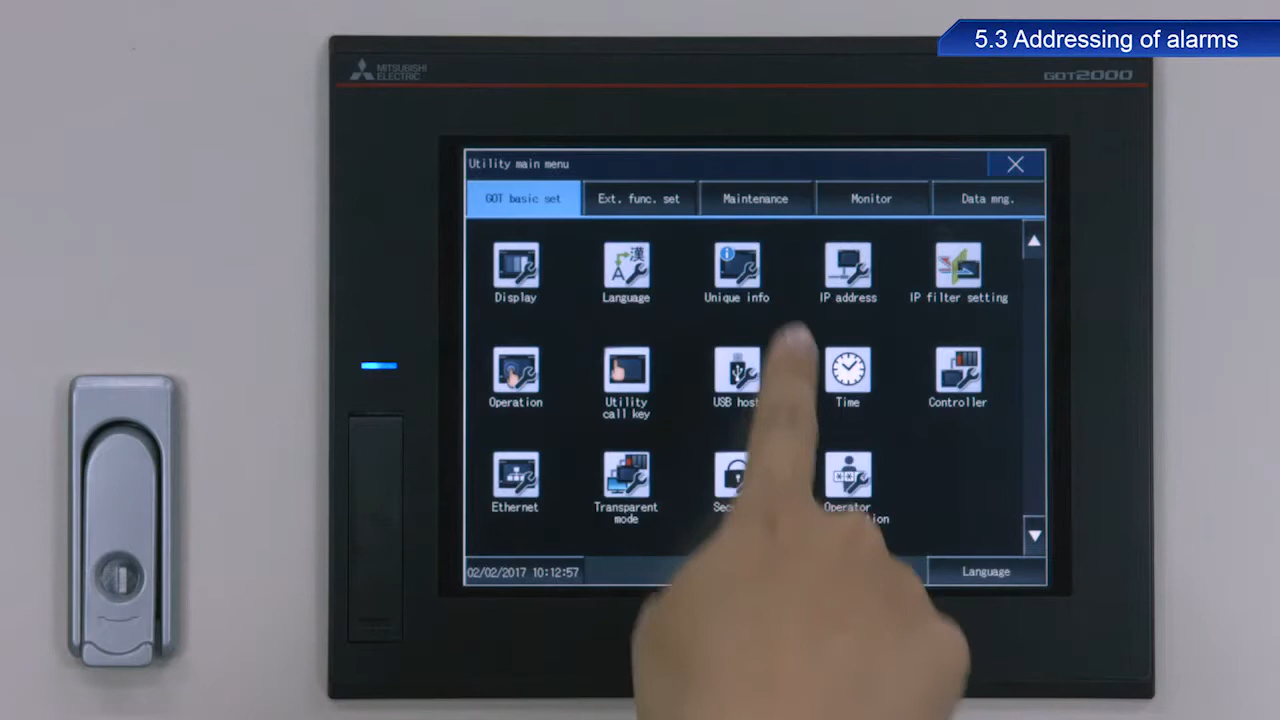 5.3 Addressing of alarms
MITSUBISHI
ELECTRIC
GOT2000
Utility main menu
GOT basic set
Ext. func. set
Maintenance
Monitor
Data mng.
Display
Language
Unique info
IP address
IP filter setting
Operation
Utility
call key
USB host
Time
Controller
Ethernet
Transparent
mode
Operator
02/02/2017 10:12:57
Language